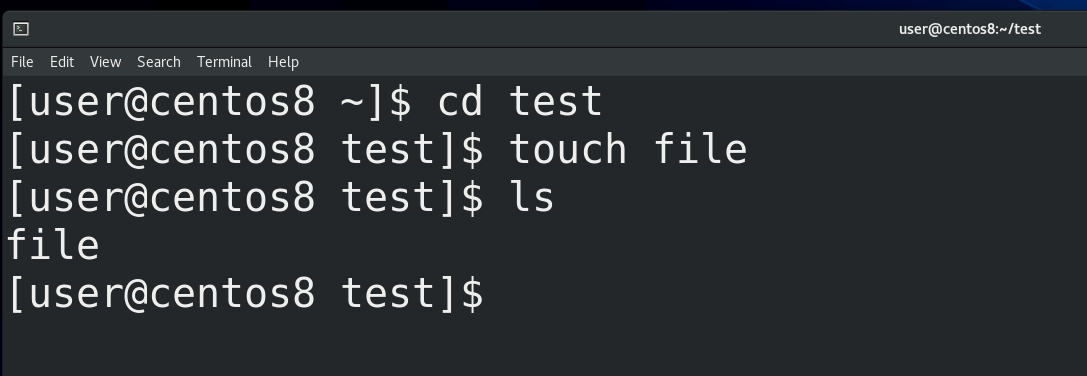 user@centos8:~/test
File Edit View Search Terminal Help
[user@centos8 ~]$ cd test
[user@centos8 test]$ touch file
[user@centos8 test]$ ls
file
[user@centos8 test]$